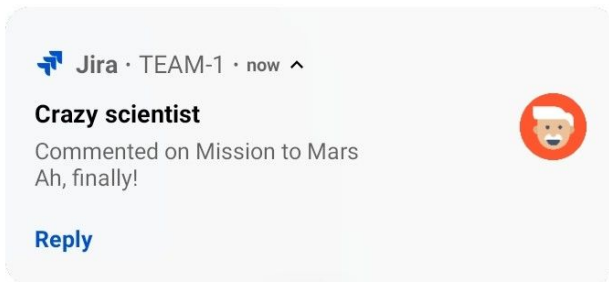 Jira · TEAM-1 · now
Crazy scientist
Commented on Mission to Mars
Ah, finally!
Reply